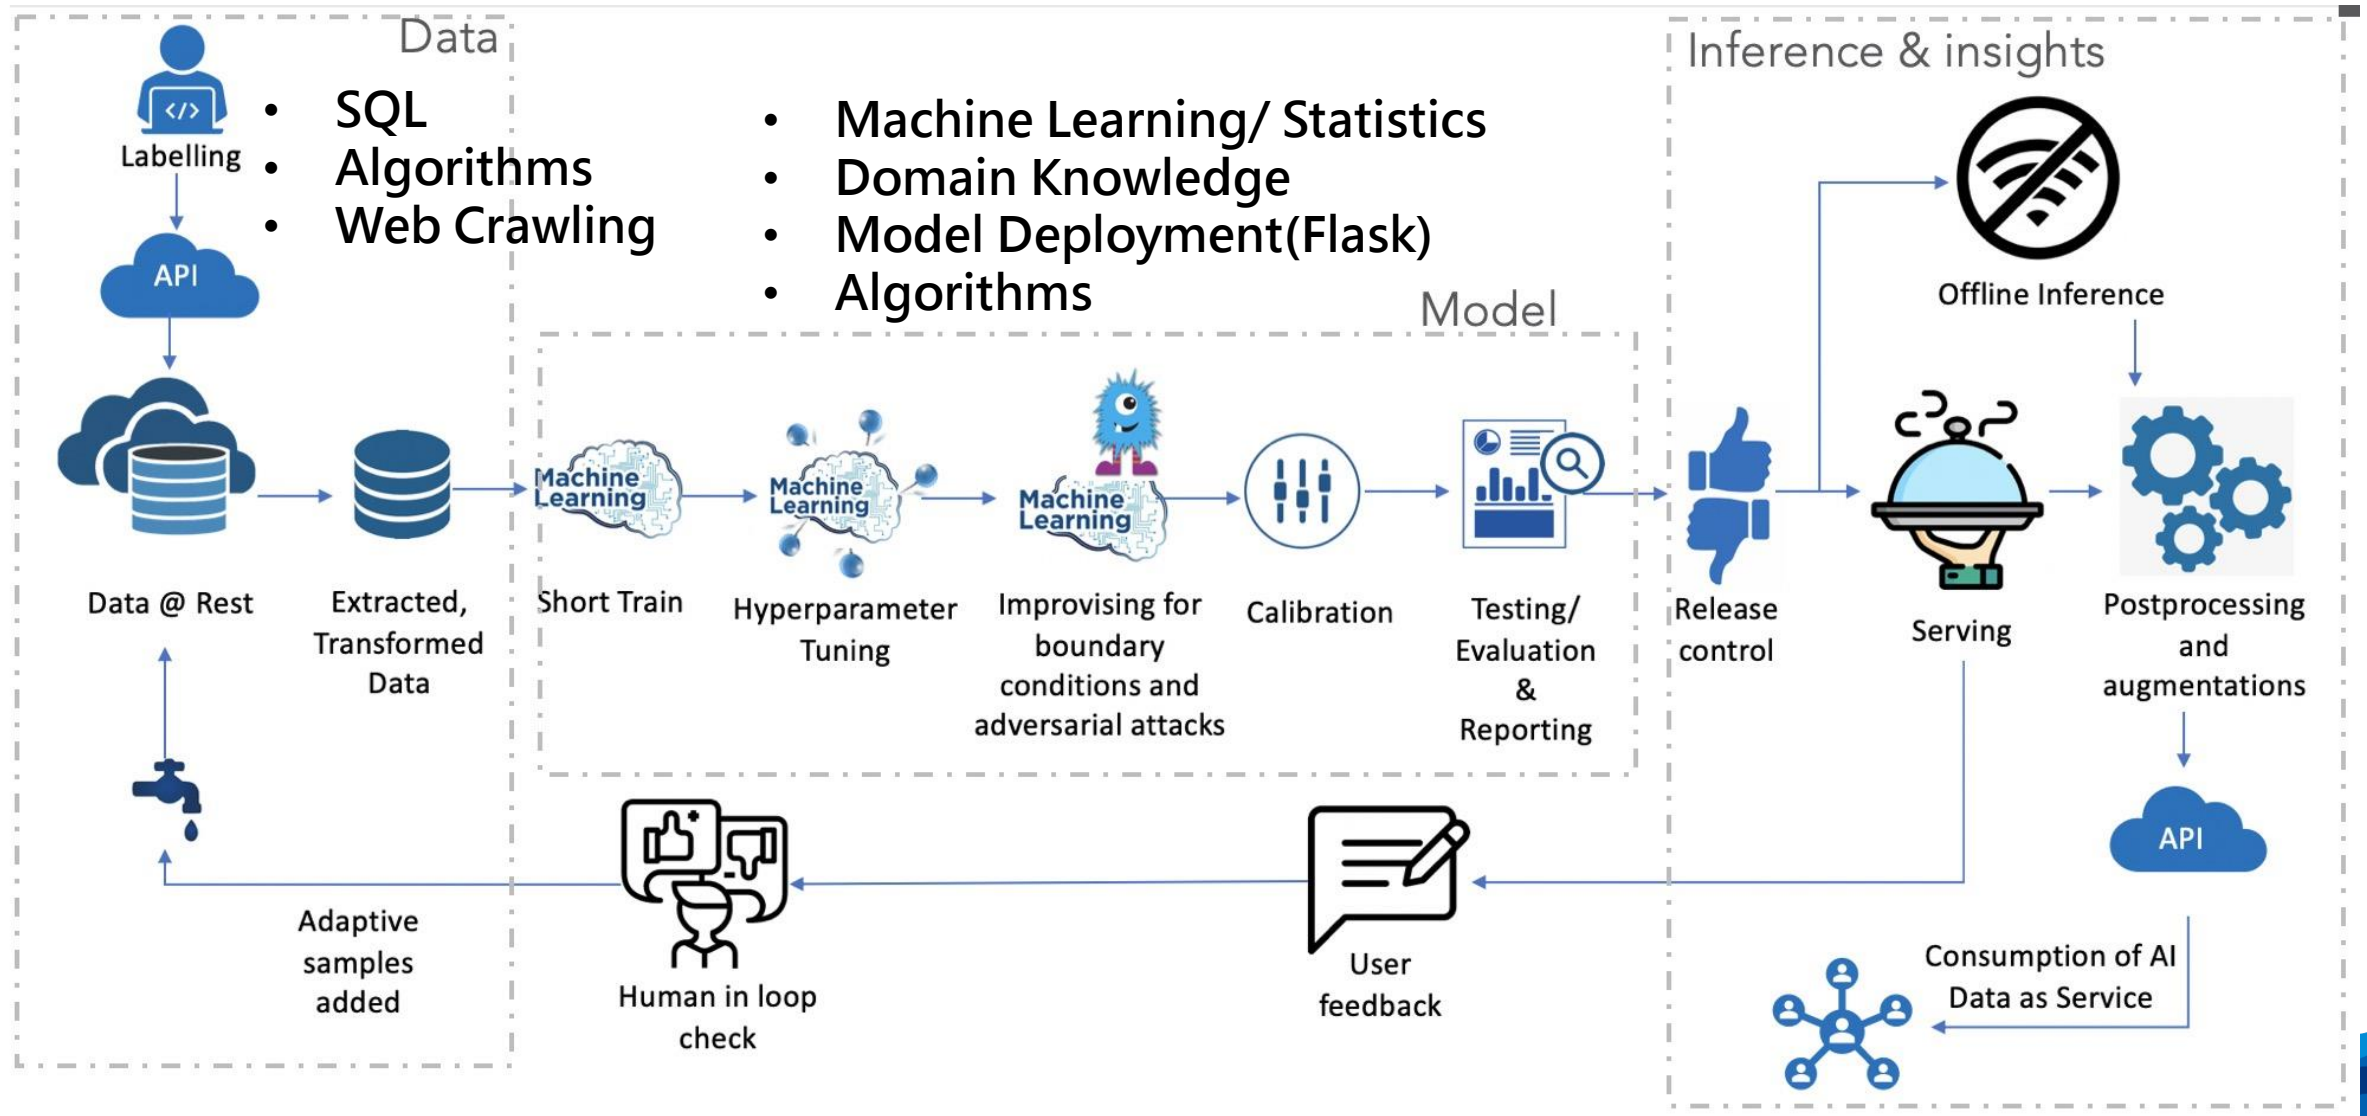 Data
</>
Labelling
• SQL
• Algorithms
• Web Crawling
API
Data @ Rest
Extracted,
Transformed
Data
• Machine Learning/ Statistics
• Domain Knowledge
• Model Deployment(Flask)
• Algorithms
Model
Machine
Learning
Short Train
Machine
Learning
Hyperparameter
Tuning
Machine
Learning
Improvising for
boundary
conditions and
adversarial attacks
Calibration
Testing/
Evaluation
&
Reporting
Inference & insights
Offline Inference
Release
control
Serving
Postprocessing
and
augmentations
API
Consumption of AI
Data as Service
User
feedback
Human in loop
check
Adaptive
samples
added